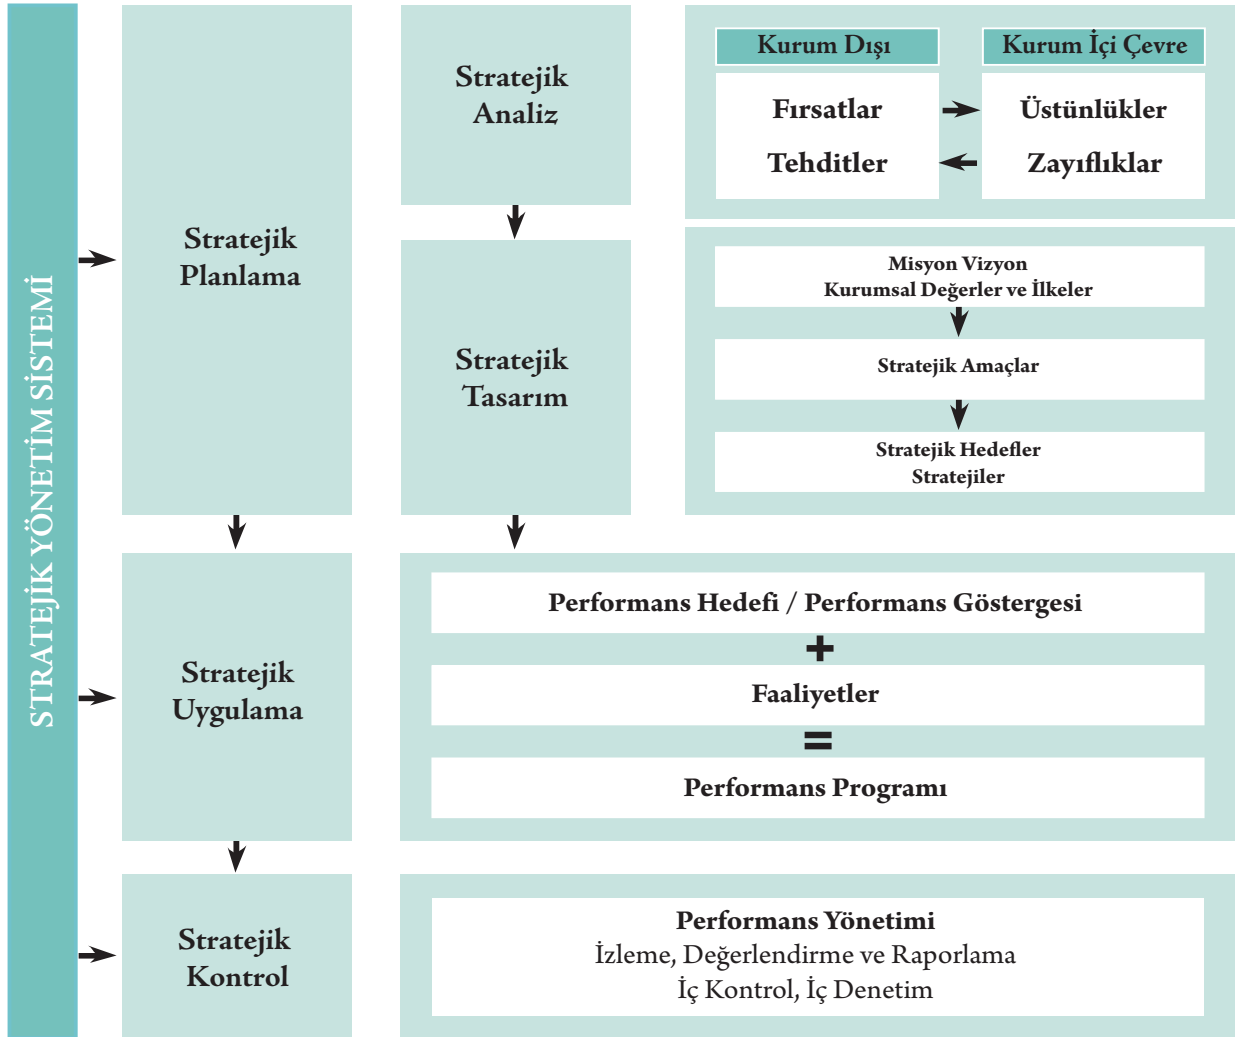 STRATEJİK YÖNETİM SİSTEMİ
Stratejik
Planlama
Stratejik
Analiz
Kurum Dışı
Kurum İçi Çevre
Fırsatlar
Üstünlükler
Tehditler
Zayıflıklar
Stratejik
Tasarım
Misyon Vizyon
Kurumsal Değerler ve İlkeler
Stratejik Amaçlar
Stratejik Hedefler
Stratejiler
Stratejik
Uygulama
Performans Hedefi / Performans Göstergesi
+
Faaliyetler
=
Performans Programı
Stratejik
Kontrol
Performans Yönetimi
İzleme, Değerlendirme ve Raporlama
İç Kontrol, İç Denetim